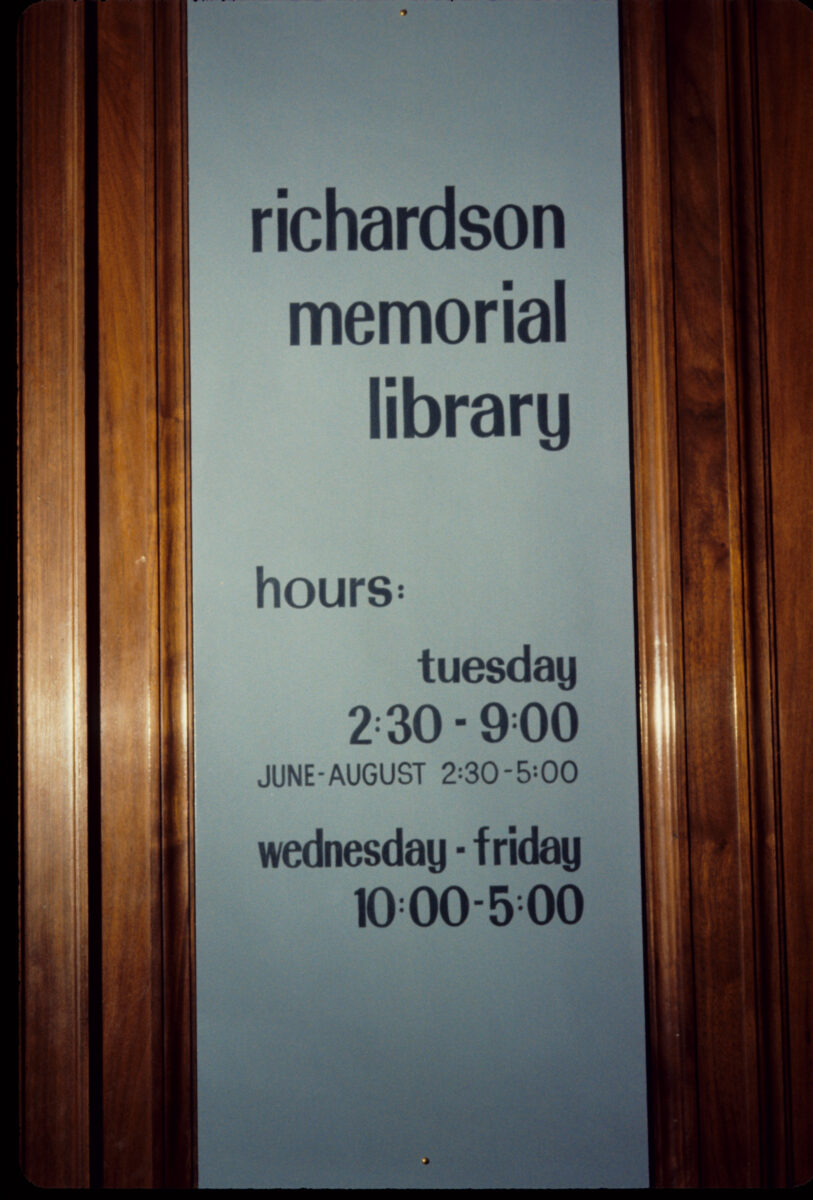 richardson
memorial
library
hours:
tuesday
2:30 - 9:00
JUNE-AUGUST 2:30-5:00
wednesday - friday
10:00-5:00